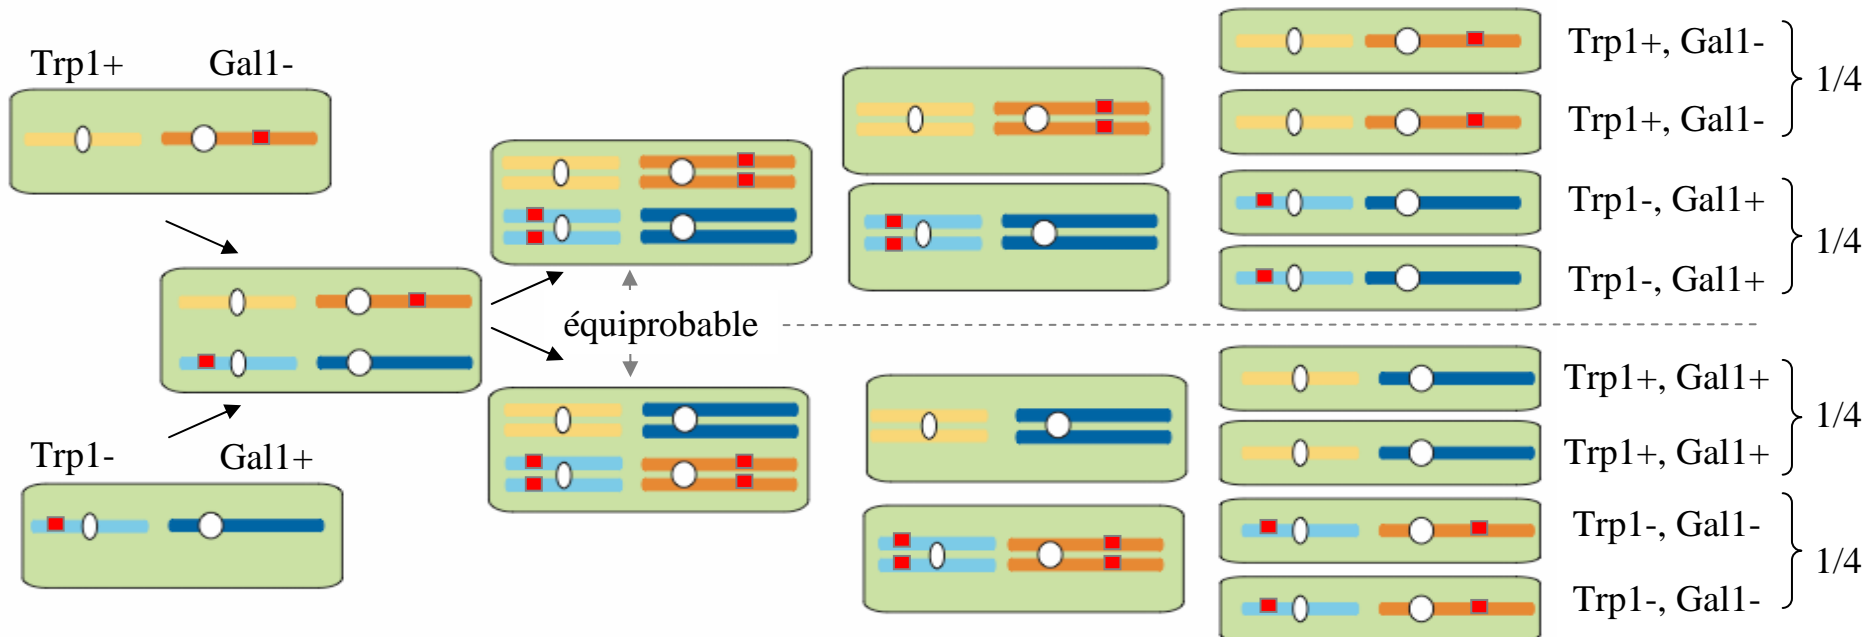 Trp1+ Gal1-
Trp1- Gal1+
équiprobable
Trp1+, Gal1-
Trp1+, Gal1-
1/4
Trp1-, Gal1+
Trp1-, Gal1+
1/4
Trp1+, Gal1+
Trp1+, Gal1+
1/4
Trp1-, Gal1-
Trp1-, Gal1-
1/4